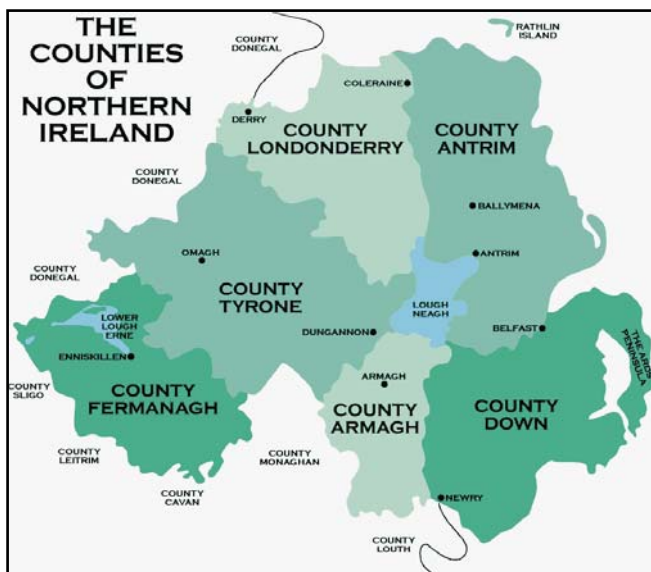 THE
COUNTIES
OF
NORTHERN
IRELAND
COUNTY
DONEGAL
RATHLIN
ISLAND
COLERAINE
DERRY
COUNTY
LONDONDERRY
COUNTY
ANTRIM
COUNTY
DONEGAL
BALLYMENA
OMAGH
ANTRIM
COUNTY
DONEGAL
COUNTY
TYRONE
LOUGH
NEAGH
LOWER
LOUGH
ERNE
DUNGANNON
BELFAST
THE ARDS
PENINSULA
ENNISKILLEN
COUNTY
SLIGO
COUNTY
FERMANAGH
ARMAGH
COUNTY
ARMAGH
COUNTY
DOWN
COUNTY
LEITRIM
COUNTY
MONAGHAN
COUNTY
CAVAN
NEWRY
COUNTY
LOUTH